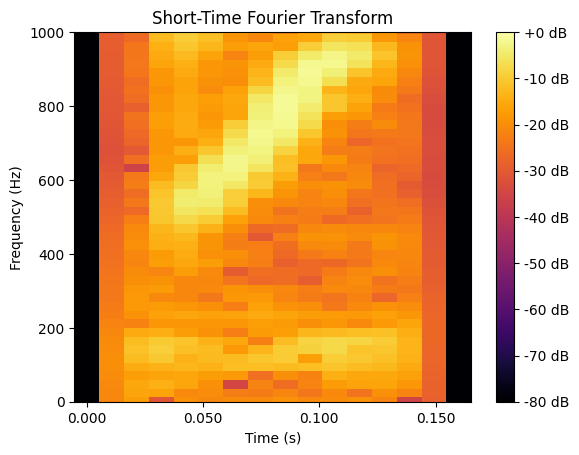 Short-Time Fourier Transform
Frequency (Hz)
1000
800
600
400
200
0
0.000
0.050
0.100
0.150
Time (s)
+0 dB
-10 dB
-20 dB
-30 dB
-40 dB
-50 dB
-60 dB
-70 dB
-80 dB